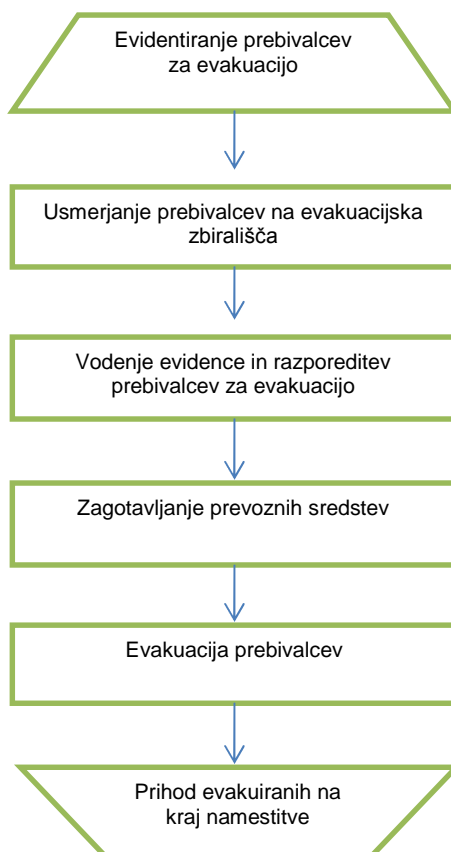 Evidentiranje prebivalcev
za evakuacijo
Usmerjanje prebivalcev na evakuacijska
zbirališča
Vodenje evidence in razporeditev
prebivalcev za evakuacijo
Zagotavljanje prevoznih sredstev
Evakuacija prebivalcev
Prihod evakuiranih na
kraj namestitve